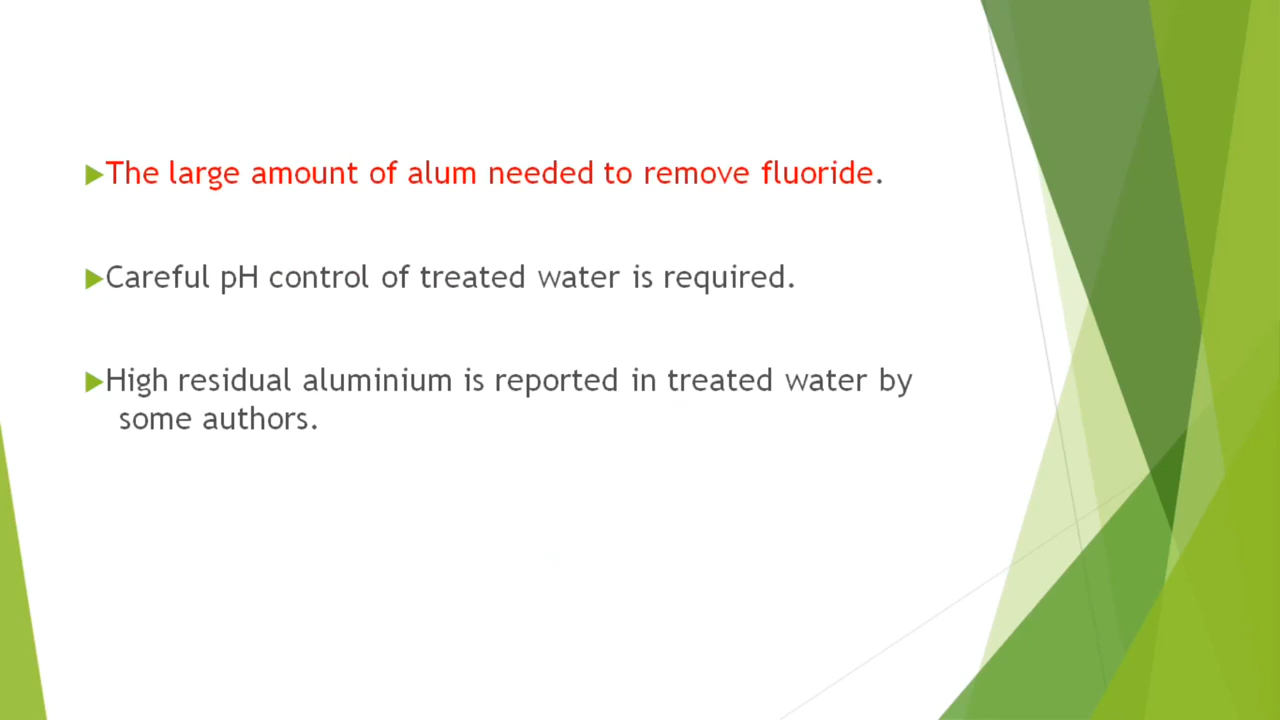 The large amount of alum needed to remove fluoride.
Careful pH control of treated water is required.
High residual aluminium is reported in treated water by
some authors.